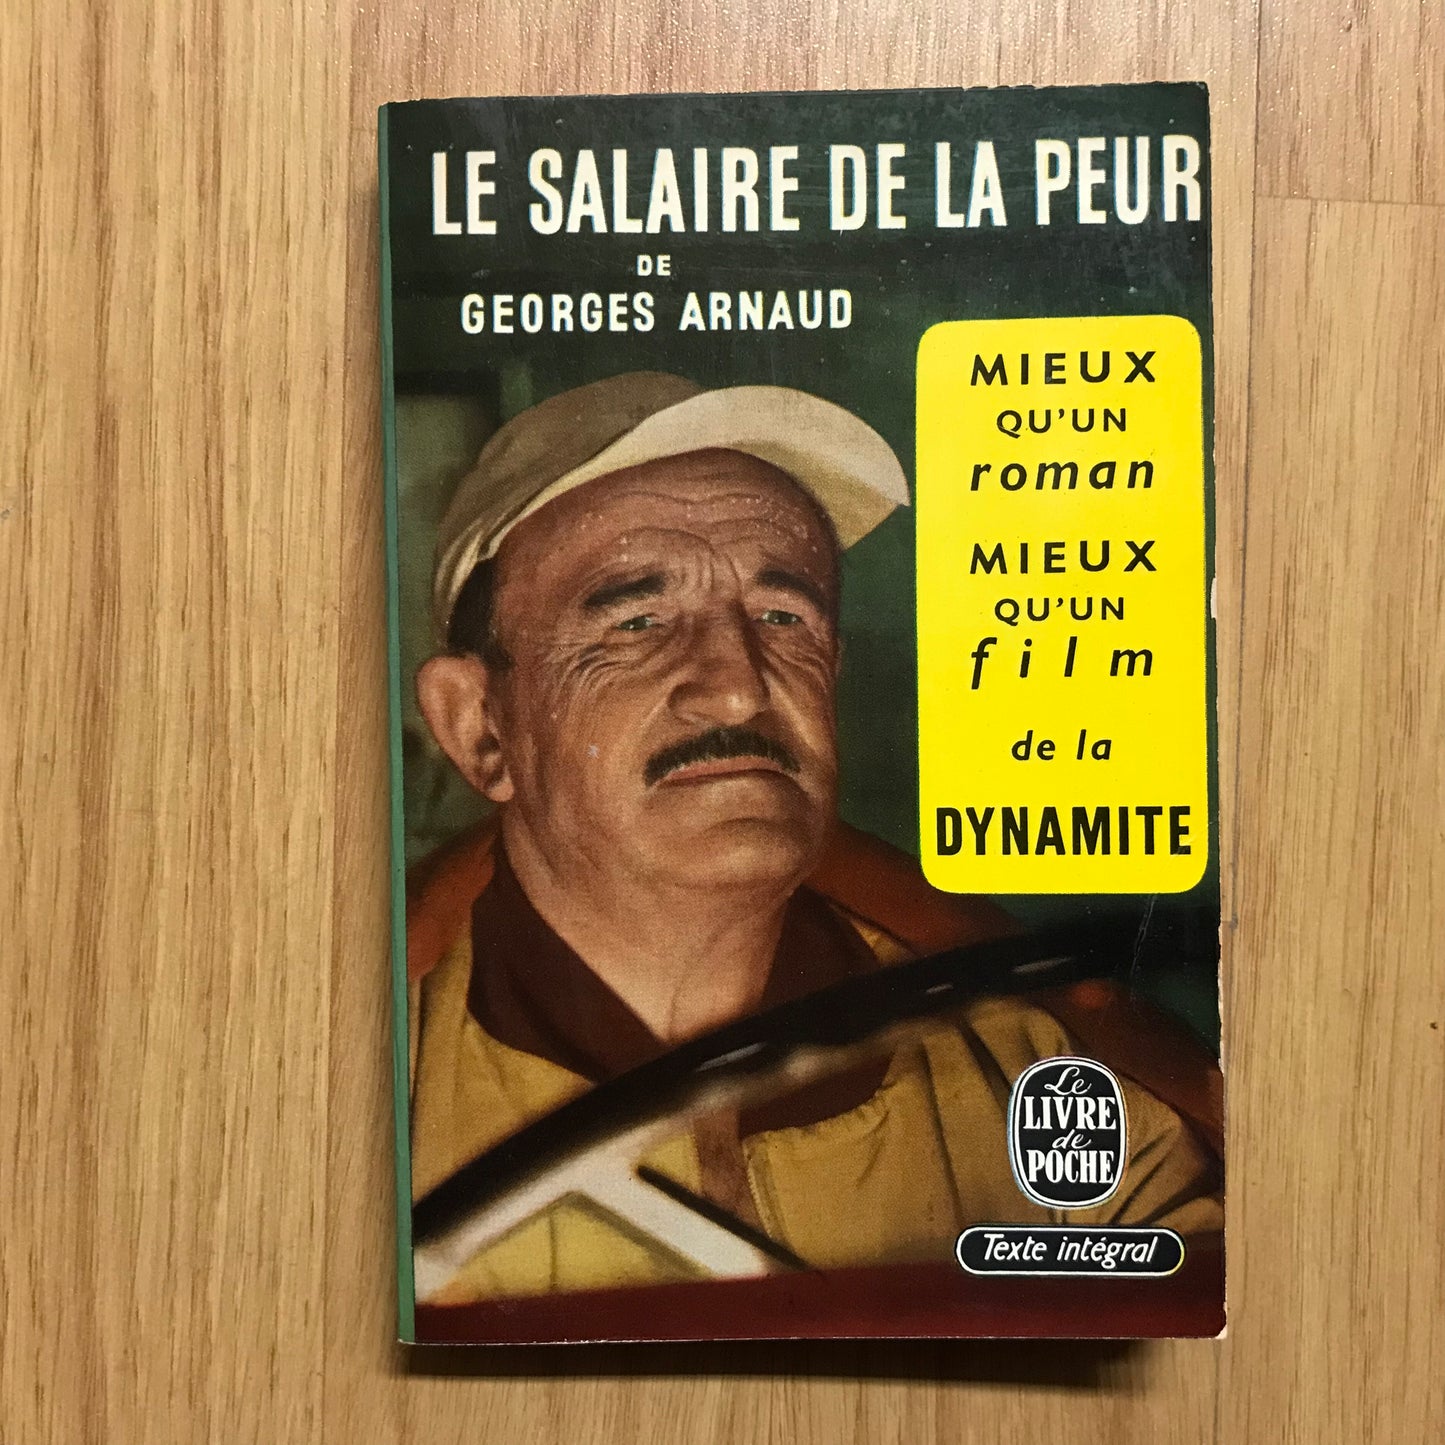 LE SALAIRE DE LA PEUR
DE
GEORGES ARNAUD
MIEUX
QU'UN
roman
MIEUX
QU'UN
film
de la
DYNAMITE
Le
LIVRE
de
POCHE
Texte intégral